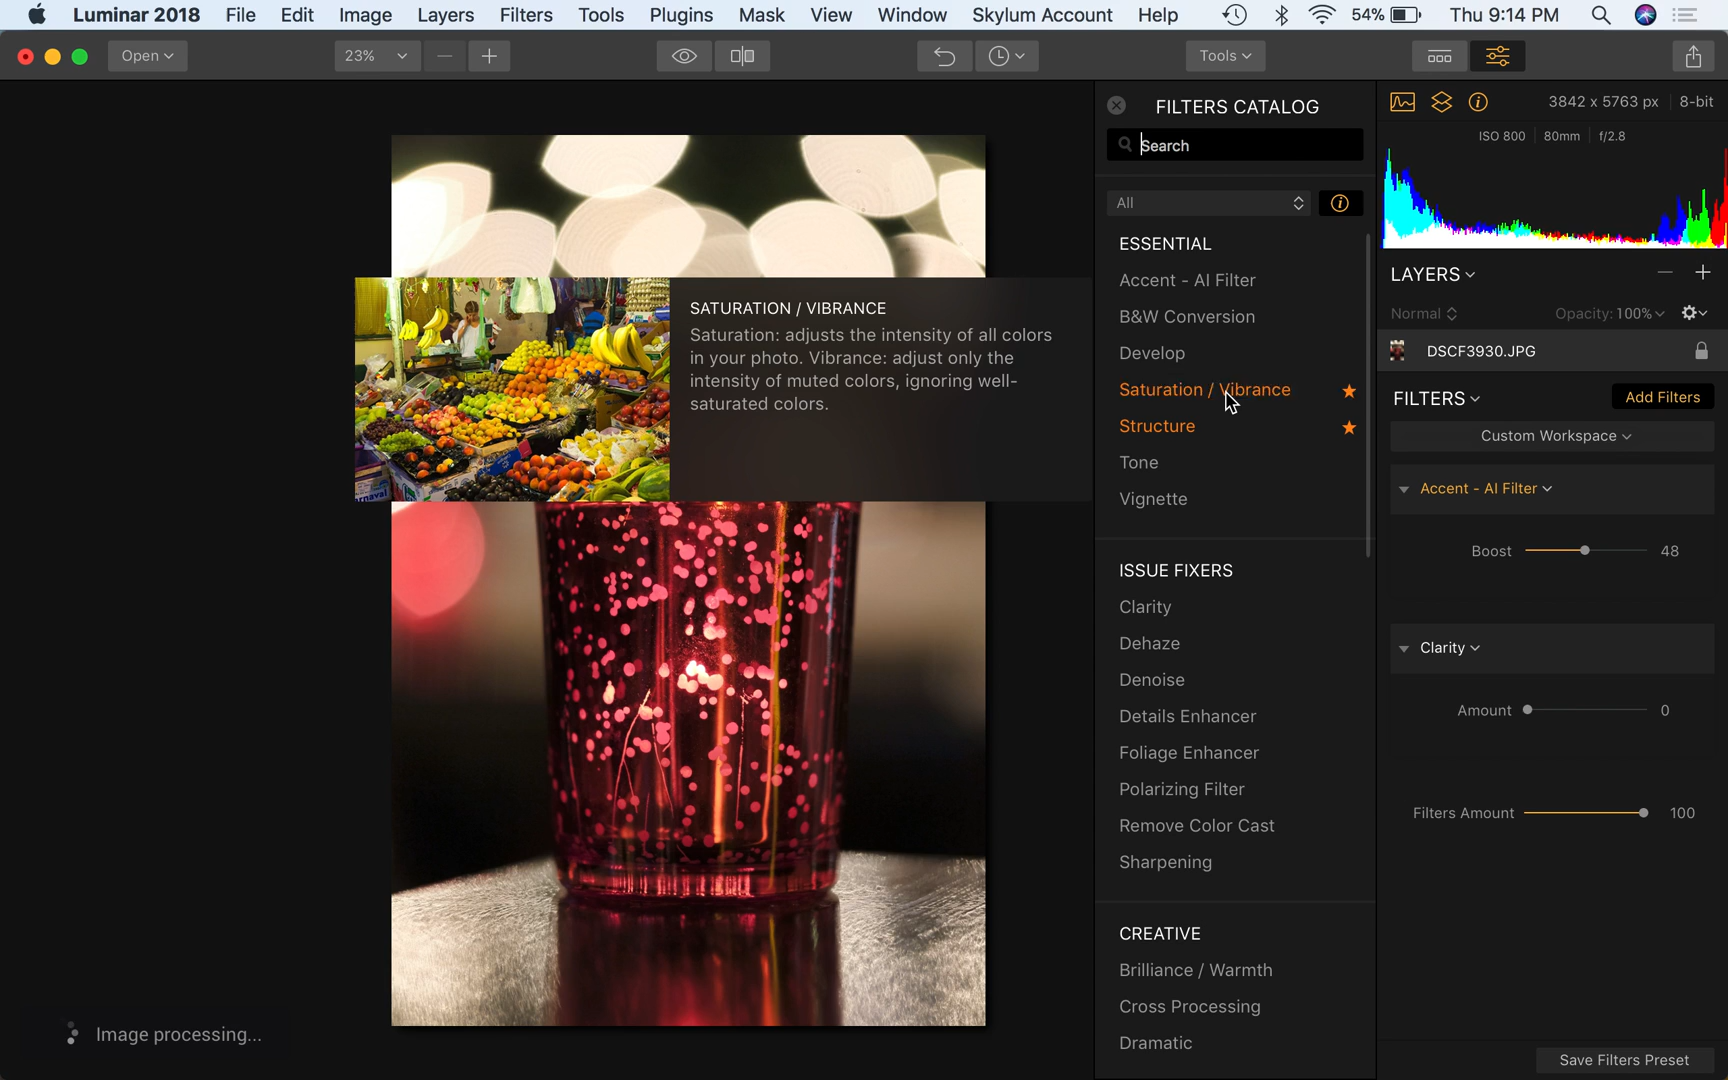 Luminar 2018 File Edit Image Layers Filters Tools Plugins Mask View Window Skylum Account Help 54% Thu 9:14 PM
Open 23% Tools
FILTERS CATALOG
Search
All
ESSENTIAL
Accent - AI Filter
B&W Conversion
Develop
Saturation / Vibrance
Structure
Tone
Vignette
ISSUE FIXERS
Clarity
Dehaze
Denoise
Details Enhancer
Foliage Enhancer
Polarizing Filter
Remove Color Cast
Sharpening
CREATIVE
Brilliance / Warmth
Cross Processing
Dramatic
SATURATION / VIBRANCE
Saturation: adjusts the intensity of all colors
in your photo. Vibrance: adjust only the
intensity of muted colors, ignoring well-
saturated colors.
Image processing...
3842 x 5763 px 8-bit
ISO 800 80mm f/2.8
LAYERS
Normal Opacity: 100%
DSCF3930.JPG
FILTERS Add Filters
Custom Workspace
Accent - AI Filter
Boost 48
Clarity
Amount 0
Filters Amount 100
Save Filters Preset